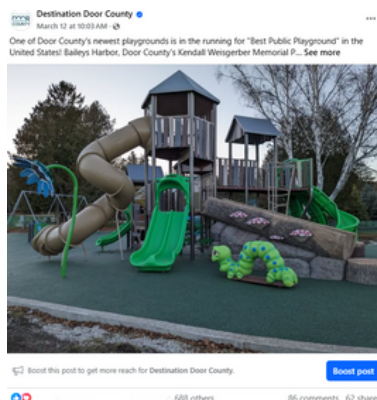 Destination Door County
March 12 at 10:03 AM ·
One of Door County's newest playgrounds is in the running for "Best Public Playground" in the
United States! Baileys Harbor, Door County's Kendall Weisgerber Memorial P... See more
Boost this post to get more reach for Destination Door County.
Boost post
688 others
86 comments 62 share